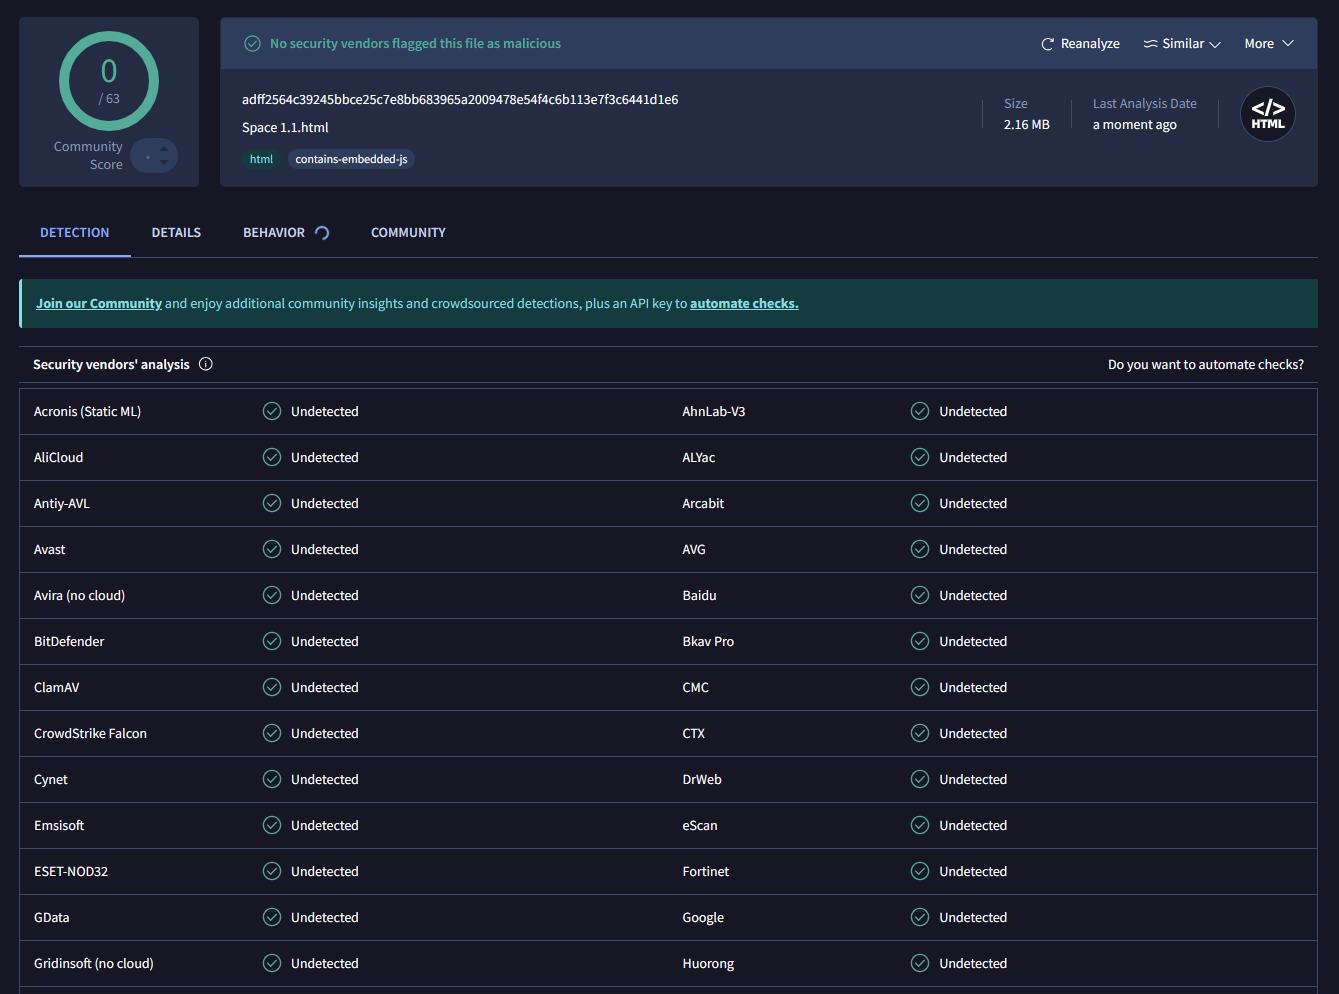 0
/ 63
Community
Score
No security vendors flagged this file as malicious
Reanalyze
Similar
More
adff2564c39245bbce25c7e8bb683965a2009478e54f4c6b113e7f3c6441d1e6
Space 1.1.html
html
contains-embedded-js
Size
2.16 MB
Last Analysis Date
a moment ago
</>
HTML
DETECTION
DETAILS
BEHAVIOR
COMMUNITY
Join our Community and enjoy additional community insights and crowdsourced detections, plus an API key to automate checks.
Security vendors' analysis
Do you want to automate checks?
Acronis (Static ML) Undetected AhnLab-V3 Undetected
AliCloud Undetected ALYac Undetected
Antiy-AVL Undetected Arcabit Undetected
Avast Undetected AVG Undetected
Avira (no cloud) Undetected Baidu Undetected
BitDefender Undetected Bkav Pro Undetected
ClamAV Undetected CMC Undetected
CrowdStrike Falcon Undetected CTX Undetected
Cynet Undetected DrWeb Undetected
Emsisoft Undetected eScan Undetected
ESET-NOD32 Undetected Fortinet Undetected
GData Undetected Google Undetected
Gridinsoft (no cloud) Undetected Huorong Undetected